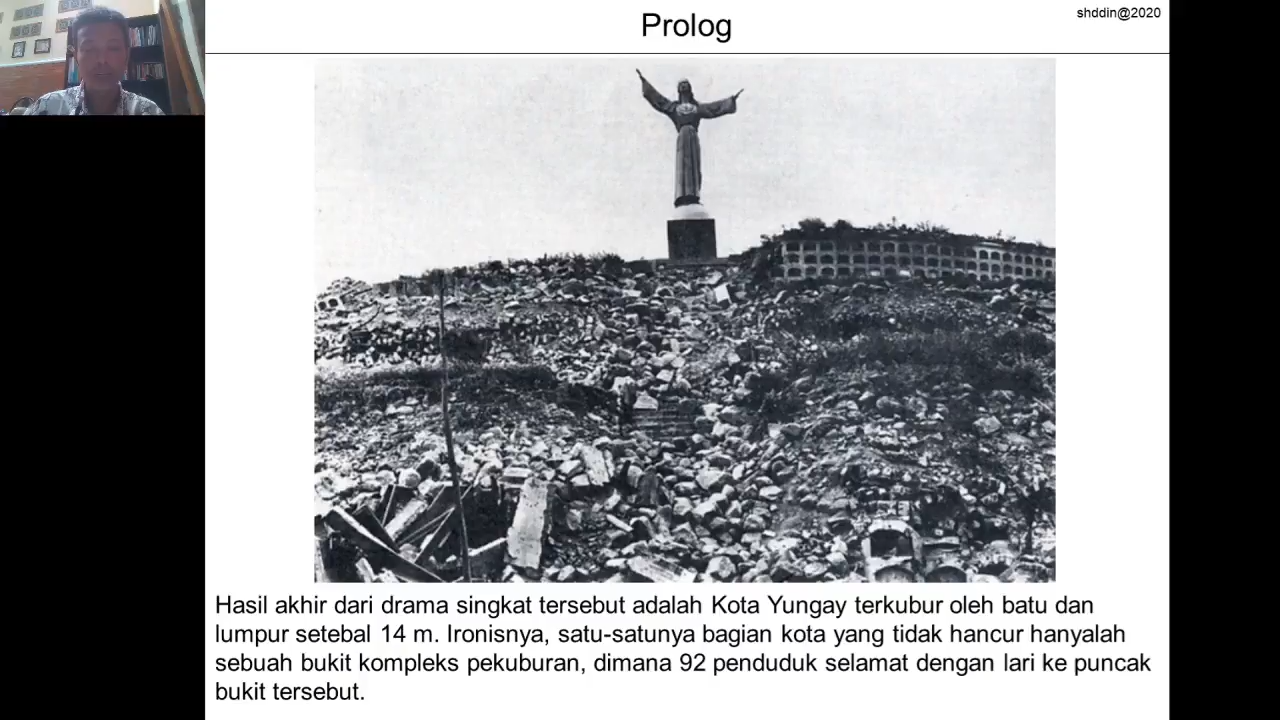 Prolog
shddin@2020
Hasil akhir dari drama singkat tersebut adalah Kota Yungay terkubur oleh batu dan
lumpur setebal 14 m. Ironisnya, satu-satunya bagian kota yang tidak hancur hanyalah
sebuah bukit kompleks pekuburan, dimana 92 penduduk selamat dengan lari ke puncak
bukit tersebut.